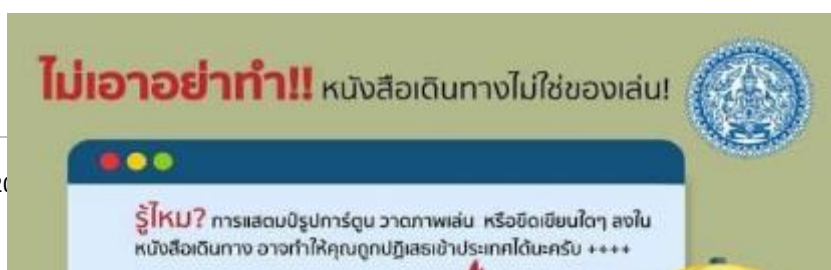 ไม่เอาอย่าทำ!! หนังสือเดินทางไม่ใช่ของเล่น!
รู้ไหม? การแสตมป์รูปการ์ตูน วาดภาพเล่น หรือขีดเขียนใดๆ ลงใน
หนังสือเดินทาง อาจทำให้คุณถูกปฏิเสธเข้าประเทศได้นะครับ ++++